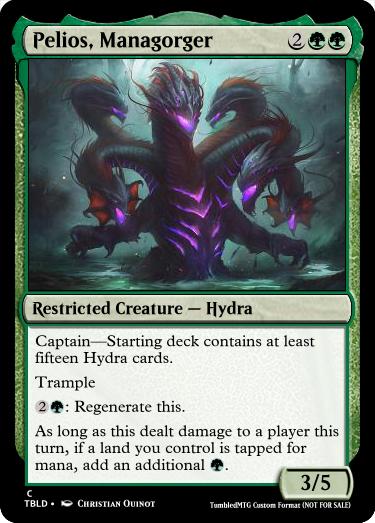 Pelios, Managorger 2
Restricted Creature — Hydra
Captain—Starting deck contains at least
fifteen Hydra cards.
Trample
2 : Regenerate this.
As long as this dealt damage to a player this
turn, if a land you control is tapped for
mana, add an additional .
3/5
C
TBLD • Christian Quinot
TumbledMTG Custom Format (NOT FOR SALE)